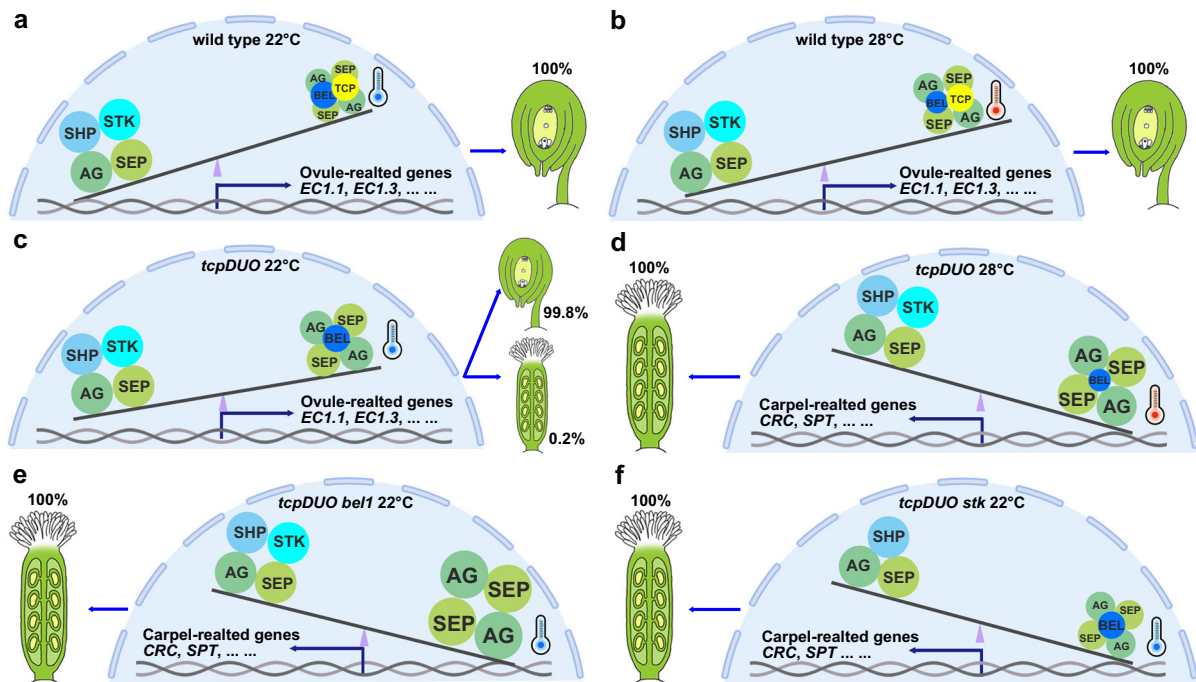 a
wild type 22°C
SHP
STK
AG
SEP
AG
SEP
BEL
TCP
SEP
AG
100%
Ovule-realted genes
EC1.1, EC1.3, ... ...
b
wild type 28°C
SHP
STK
AG
SEP
AG
SEP
BEL
TCP
SEP
AG
100%
Ovule-realted genes
EC1.1, EC1.3, ... ...
c
tcpDUO 22°C
SHP
STK
AG
SEP
AG
SEP
BEL
SEP
AG
99.8%
0.2%
Ovule-realted genes
EC1.1, EC1.3, ... ...
d
tcpDUO 28°C
100%
SHP
STK
AG
SEP
AG
SEP
BEL
SEP
AG
Carpel-realted genes
CRC, SPT, ... ...
e
tcpDUO bel1 22°C
100%
SHP
STK
AG
SEP
AG
SEP
SEP
AG
Carpel-realted genes
CRC, SPT, ... ...
f
tcpDUO stk 22°C
100%
SHP
AG
SEP
AG
SEP
BEL
SEP
AG
Carpel-realted genes
CRC, SPT ... ...